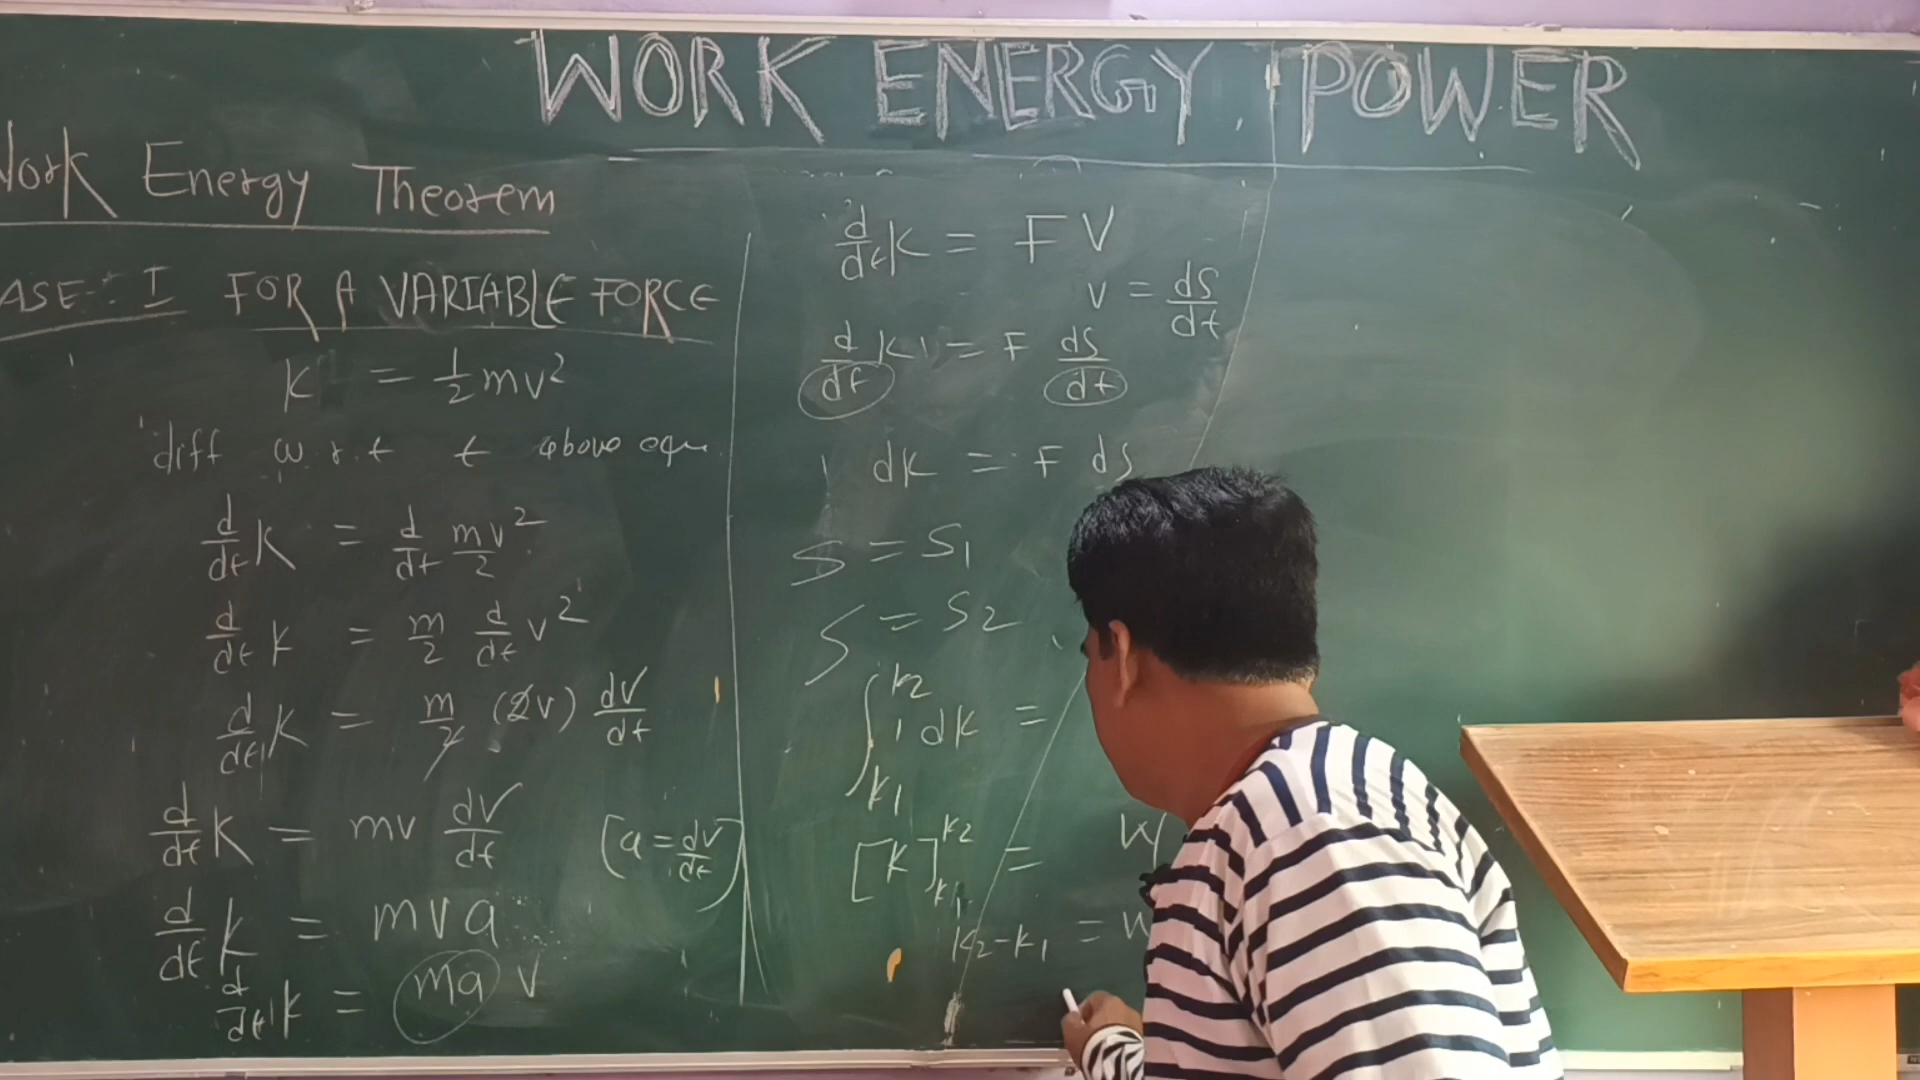 WORK ENERGY, POWER
Work Energy Theorem
CASE : I FOR A VARIABLE FORCE
K = 1/2 mv²
diff w.r.t t above equ.
d/dt K = d/dt mv²/2
d/dt K = m/2 d/dt v²
d/dt K = m/2 (2v) dv/dt
d/dt K = mv dv/dt [a = dv/dt]
d/dt K = mva
d/dt K = ma v
d/dt K = FV
v = ds/dt
d/dt K = F ds/dt
dK = F ds
S = S1
S = S2
∫ K1 K2 dK =
[K] K1 K2 = W
K2 - K1 = W